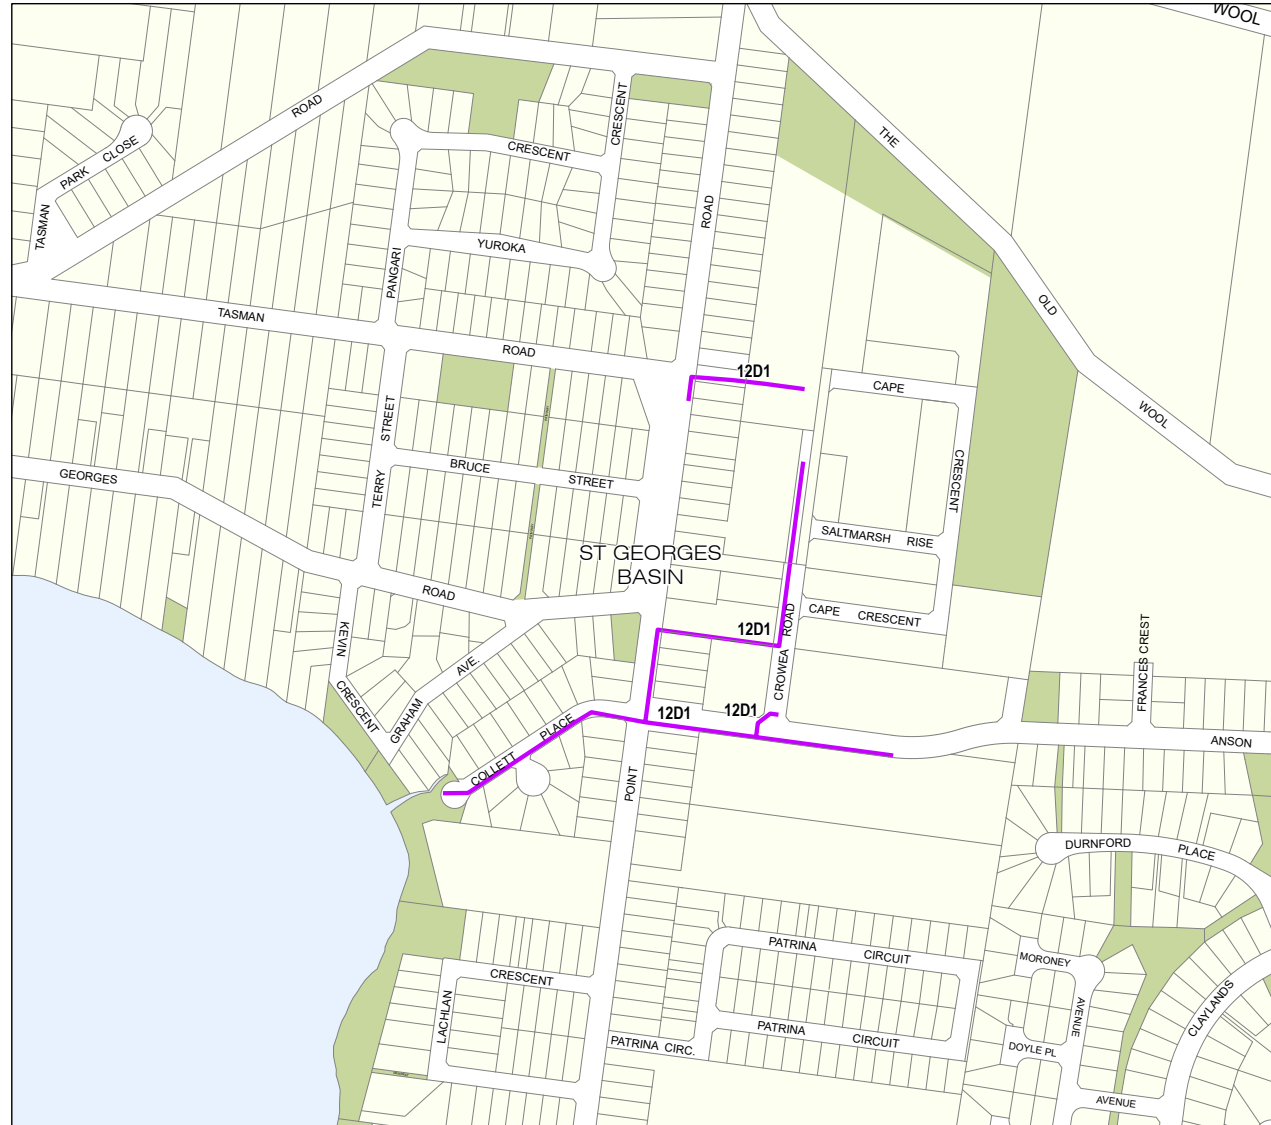 WOOL
ROAD
CRESCENT
THE
PARK CLOSE
CRESCENT
TASMAN
ROAD
YUROKA
PANGARI
OLD
TASMAN
ROAD
12D1
CAPE
WOOL
STREET
BRUCE
STREET
CRESCENT
GEORGES
TERRY
SALTMARSH RISE
ST GEORGES
BASIN
ROAD
CAPE CRESCENT
ROAD
12D1
KEVIN
FRANCES CREST
AVE.
CROWEA
CRESCENT
GRAHAM
12D1
12D1
PLACE
COLLETT
ANSON
POINT
DURNFORD
PLACE
PATRINA
CIRCUIT
MORONEY
CRESCENT
LACHLAN
CLAYLANDS
AVENUE
PATRINA
CIRCUIT
PATRINA CIRC.
DOYLE PL
AVENUE